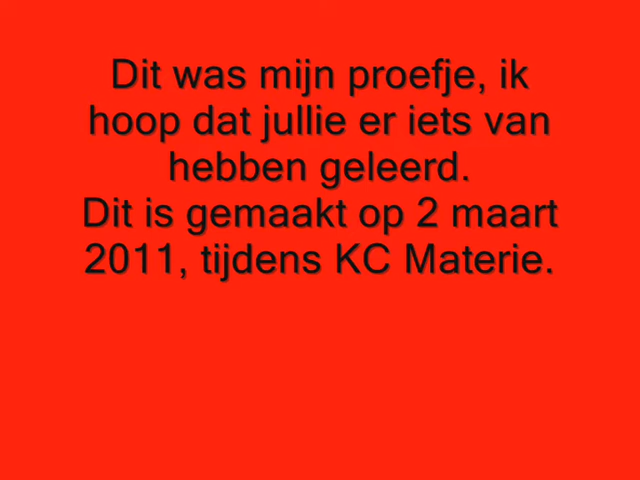 Dit was mijn proefje, ik
hoop dat jullie er iets van
hebben geleerd.
Dit is gemaakt op 2 maart
2011, tijdens KC Materie.